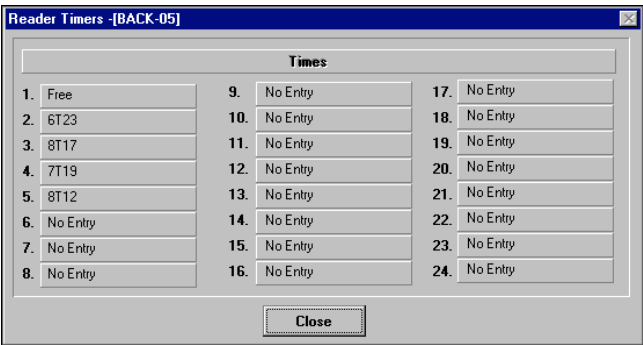 Reader Timers -[BACK-05]
Times
1. Free
2. 6T23
3. 8T17
4. 7T19
5. 8T12
6. No Entry
7. No Entry
8. No Entry
9. No Entry
10. No Entry
11. No Entry
12. No Entry
13. No Entry
14. No Entry
15. No Entry
16. No Entry
17. No Entry
18. No Entry
19. No Entry
20. No Entry
21. No Entry
22. No Entry
23. No Entry
24. No Entry
Close